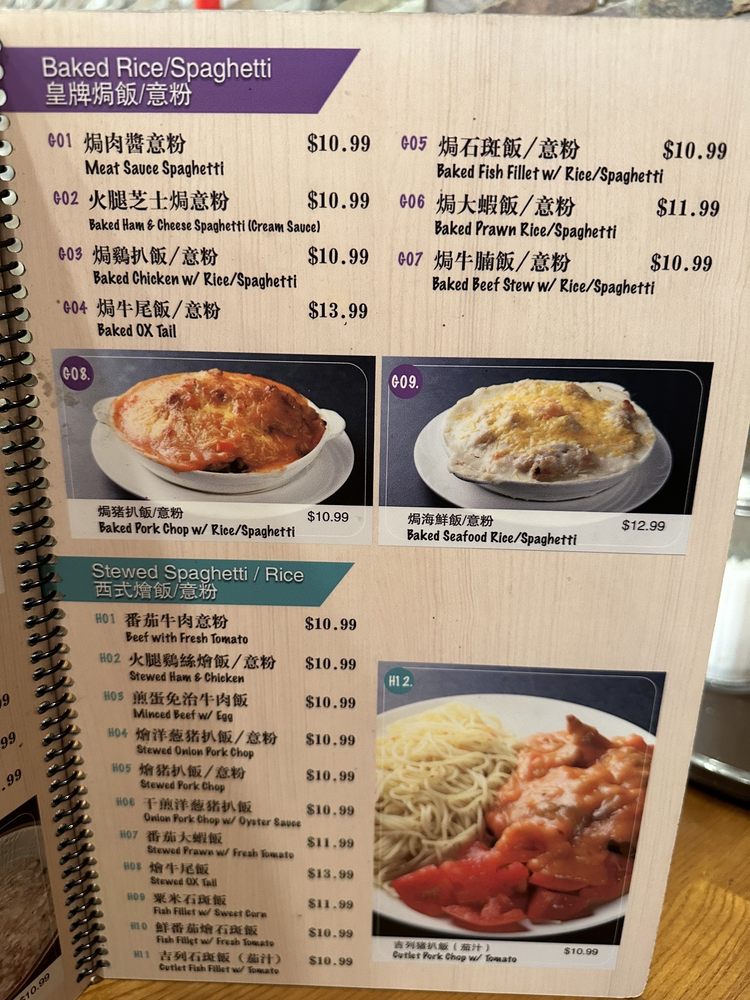 Baked Rice/Spaghetti
皇牌焗飯/意粉
G01 焗肉醬意粉 $10.99
Meat Sauce Spaghetti
G02 火腿芝士焗意粉 $10.99
Baked Ham & Cheese Spaghetti (Cream Sauce)
G03 焗鷄扒飯/意粉 $10.99
Baked Chicken w/ Rice/Spaghetti
G04 焗牛尾飯/意粉 $13.99
Baked OX Tail
G05 焗石斑飯/意粉 $10.99
Baked Fish Fillet w/ Rice/Spaghetti
G06 焗大蝦飯/意粉 $11.99
Baked Prawn Rice/Spaghetti
G07 焗牛腩飯/意粉 $10.99
Baked Beef Stew w/ Rice/Spaghetti
G08.
焗豬扒飯/意粉
Baked Pork Chop w/ Rice/Spaghetti $10.99
G09.
焗海鮮飯/意粉
Baked Seafood Rice/Spaghetti $12.99
Stewed Spaghetti / Rice
西式燴飯/意粉
H01 番茄牛肉意粉 $10.99
Beef with Fresh Tomato
H02 火腿鷄絲燴飯/意粉 $10.99
Stewed Ham & Chicken
H03 煎蛋免治牛肉飯 $10.99
Minced Beef w/ Egg
H04 燴洋葱豬扒飯/意粉 $10.99
Stewed Onion Pork Chop
H05 燴豬扒飯/意粉 $10.99
Stewed Pork Chop
H06 干煎洋葱豬扒飯 $10.99
Onion Pork Chop w/ Oyster Sauce
H07 番茄大蝦飯 $11.99
Stewed Prawn w/ Fresh Tomato
H08 燴牛尾飯 $13.99
Stewed OX Tail
H09 粟米石斑飯 $11.99
Fish Fillet w/ Sweet Corn
H10 鮮番茄燴石斑飯 $10.99
Fish Fillet w/ Fresh Tomato
H11 吉列石斑飯（茄汁） $10.99
Cutlet Fish Fillet w/ Tomato
H12.
吉列豬扒飯（茄汁） $10.99
Cutlet Pork Chop w/ Tomato
.99
.99
$10.99